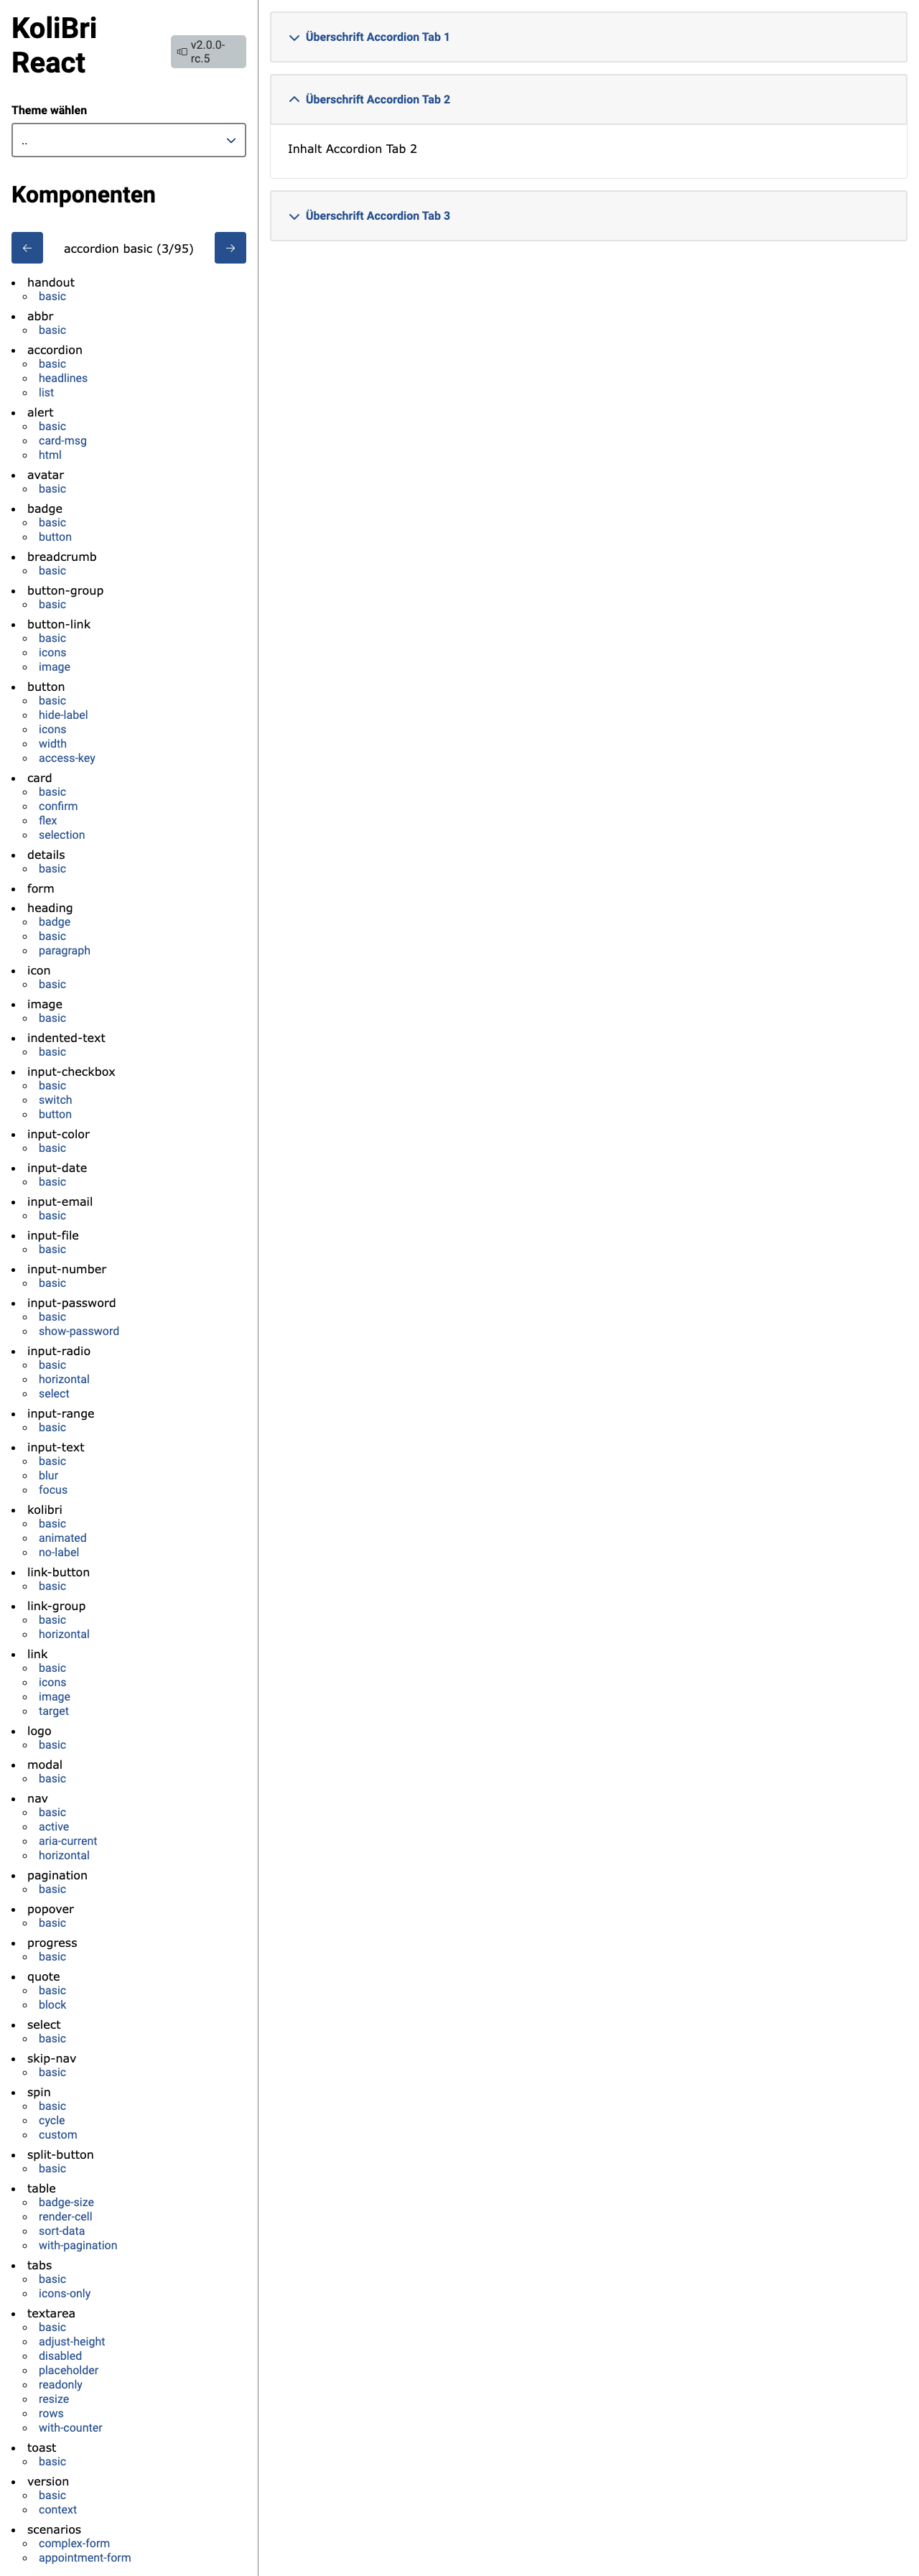 KoliBri
React
v2.0.0-
rc.5
Theme wählen
..
Komponenten
accordion basic (3/95)
handout
basic
abbr
basic
accordion
basic
headlines
list
alert
basic
card-msg
html
avatar
basic
badge
basic
button
breadcrumb
basic
button-group
basic
button-link
basic
icons
image
button
basic
hide-label
icons
width
access-key
card
basic
confirm
flex
selection
details
basic
form
heading
badge
basic
paragraph
icon
basic
image
basic
indented-text
basic
input-checkbox
basic
switch
button
input-color
basic
input-date
basic
input-email
basic
input-file
basic
input-number
basic
input-password
basic
show-password
input-radio
basic
horizontal
select
input-range
basic
input-text
basic
blur
focus
kolibri
basic
animated
no-label
link-button
basic
link-group
basic
horizontal
link
basic
icons
image
target
logo
basic
modal
basic
nav
basic
active
aria-current
horizontal
pagination
basic
popover
basic
progress
basic
quote
basic
block
select
basic
skip-nav
basic
spin
basic
cycle
custom
split-button
basic
table
badge-size
render-cell
sort-data
with-pagination
tabs
basic
icons-only
textarea
basic
adjust-height
disabled
placeholder
readonly
resize
rows
with-counter
toast
basic
version
basic
context
scenarios
complex-form
appointment-form
Überschrift Accordion Tab 1
Überschrift Accordion Tab 2
Inhalt Accordion Tab 2
Überschrift Accordion Tab 3